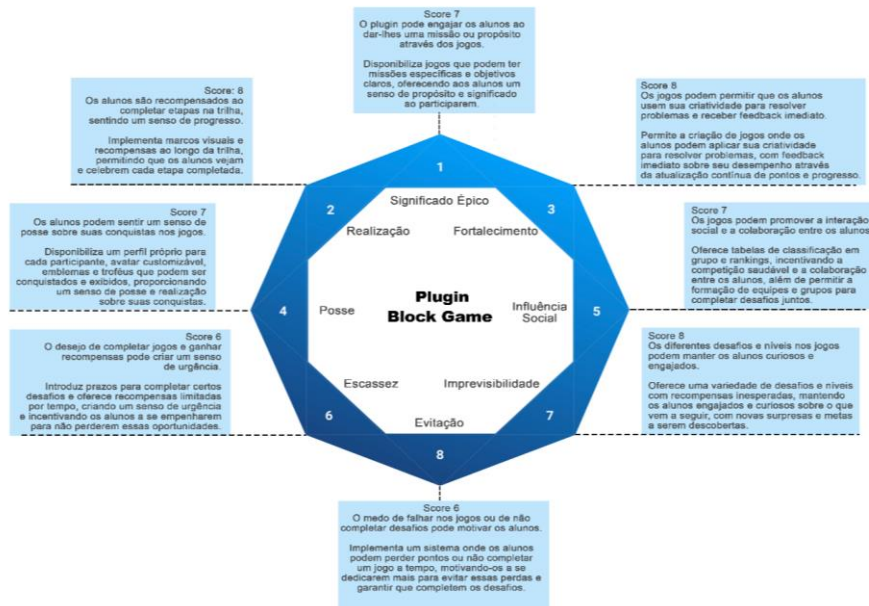 Score 7
O plugin pode engajar os alunos ao
dar-lhes uma missão ou propósito
através dos jogos.
Disponibiliza jogos que podem ter
missões específicas e objetivos
claros, oferecendo aos alunos um
senso de propósito e significado
ao participarem.
Score: 8
Os alunos são recompensados ao
completar etapas na trilha,
sentindo um senso de progresso.
Implementa marcos visuais e
recompensas ao longo da trilha,
permitindo que os alunos vejam
e celebrem cada etapa completada.
Score 8
Os jogos podem permitir que os alunos
usem sua criatividade para resolver
problemas e receber feedback imediato.
Permite a criação de jogos onde os
alunos podem aplicar sua criatividade
para resolver problemas, com feedback
imediato sobre seu desempenho através
da atualização contínua de pontos e progresso.
Score 7
Os alunos podem sentir um senso de
posse sobre suas conquistas nos jogos.
Disponibiliza um perfil próprio para
cada participante, avatar customizável,
emblemas e troféus que podem ser
conquistados e exibidos, proporcionando
um senso de posse e realização
sobre suas conquistas.
Score 7
Os jogos podem promover a interação
social e a colaboração entre os alunos
Oferece tabelas de classificação em
grupo e rankings, incentivando a
competição saudável e a colaboração
entre os alunos, além de permitir a
formação de equipes e grupos para
completar desafios juntos.
Score 6
O desejo de completar jogos e ganhar
recompensas pode criar um senso
de urgência.
Introduz prazos para completar certos
desafios e oferece recompensas limitadas
por tempo, criando um senso de urgência
e incentivando os alunos a se empenharem
para não perderem essas oportunidades.
Score 8
Os diferentes desafios e níveis nos jogos
podem manter os alunos curiosos e
engajados.
Oferece uma variedade de desafios e níveis
com recompensas inesperadas, mantendo
os alunos engajados e curiosos sobre o que
vem a seguir, com novas surpresas e metas
a serem descobertas.
1
Significado Épico
2
Realização
3
Fortalecimento
4
Posse
Plugin
Block Game
Influência
Social
5
Escassez
6
Imprevisibilidade
7
Evitação
8
Score 6
O medo de falhar nos jogos ou de não
completar desafios pode motivar os alunos.
Implementa um sistema onde os alunos
podem perder pontos ou não completar
um jogo a tempo, motivando-os a se
dedicarem mais para evitar essas perdas e
garantir que completem os desafios.